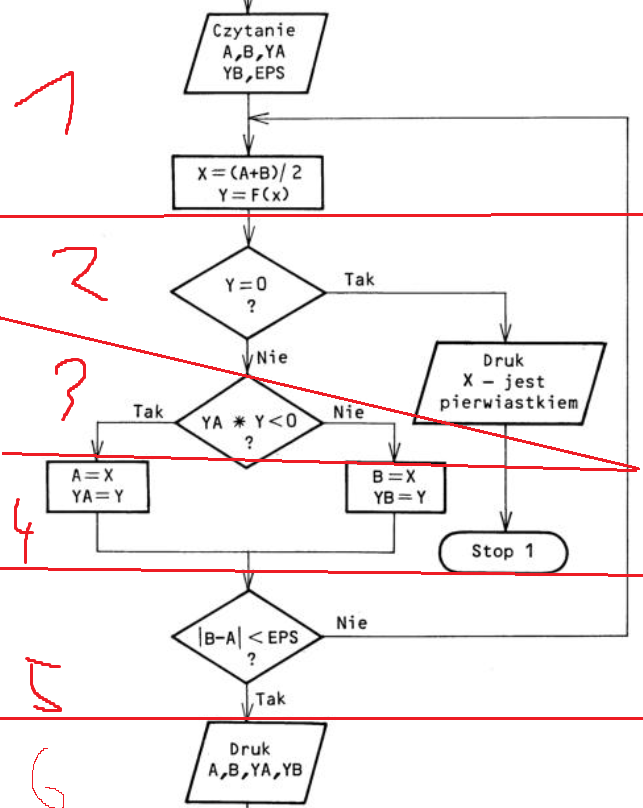 Czytanie
A,B,YA
YB,EPS
1
X=(A+B)/2
Y=F(x)
2
Y=0
?
Tak
Nie
Druk
X – jest
pierwiastkiem
3
Tak
YA * Y<0
?
Nie
A=X
YA=Y
B=X
YB=Y
4
Stop 1
|B-A|<EPS
?
Nie
5
Tak
Druk
A,B,YA,YB
6